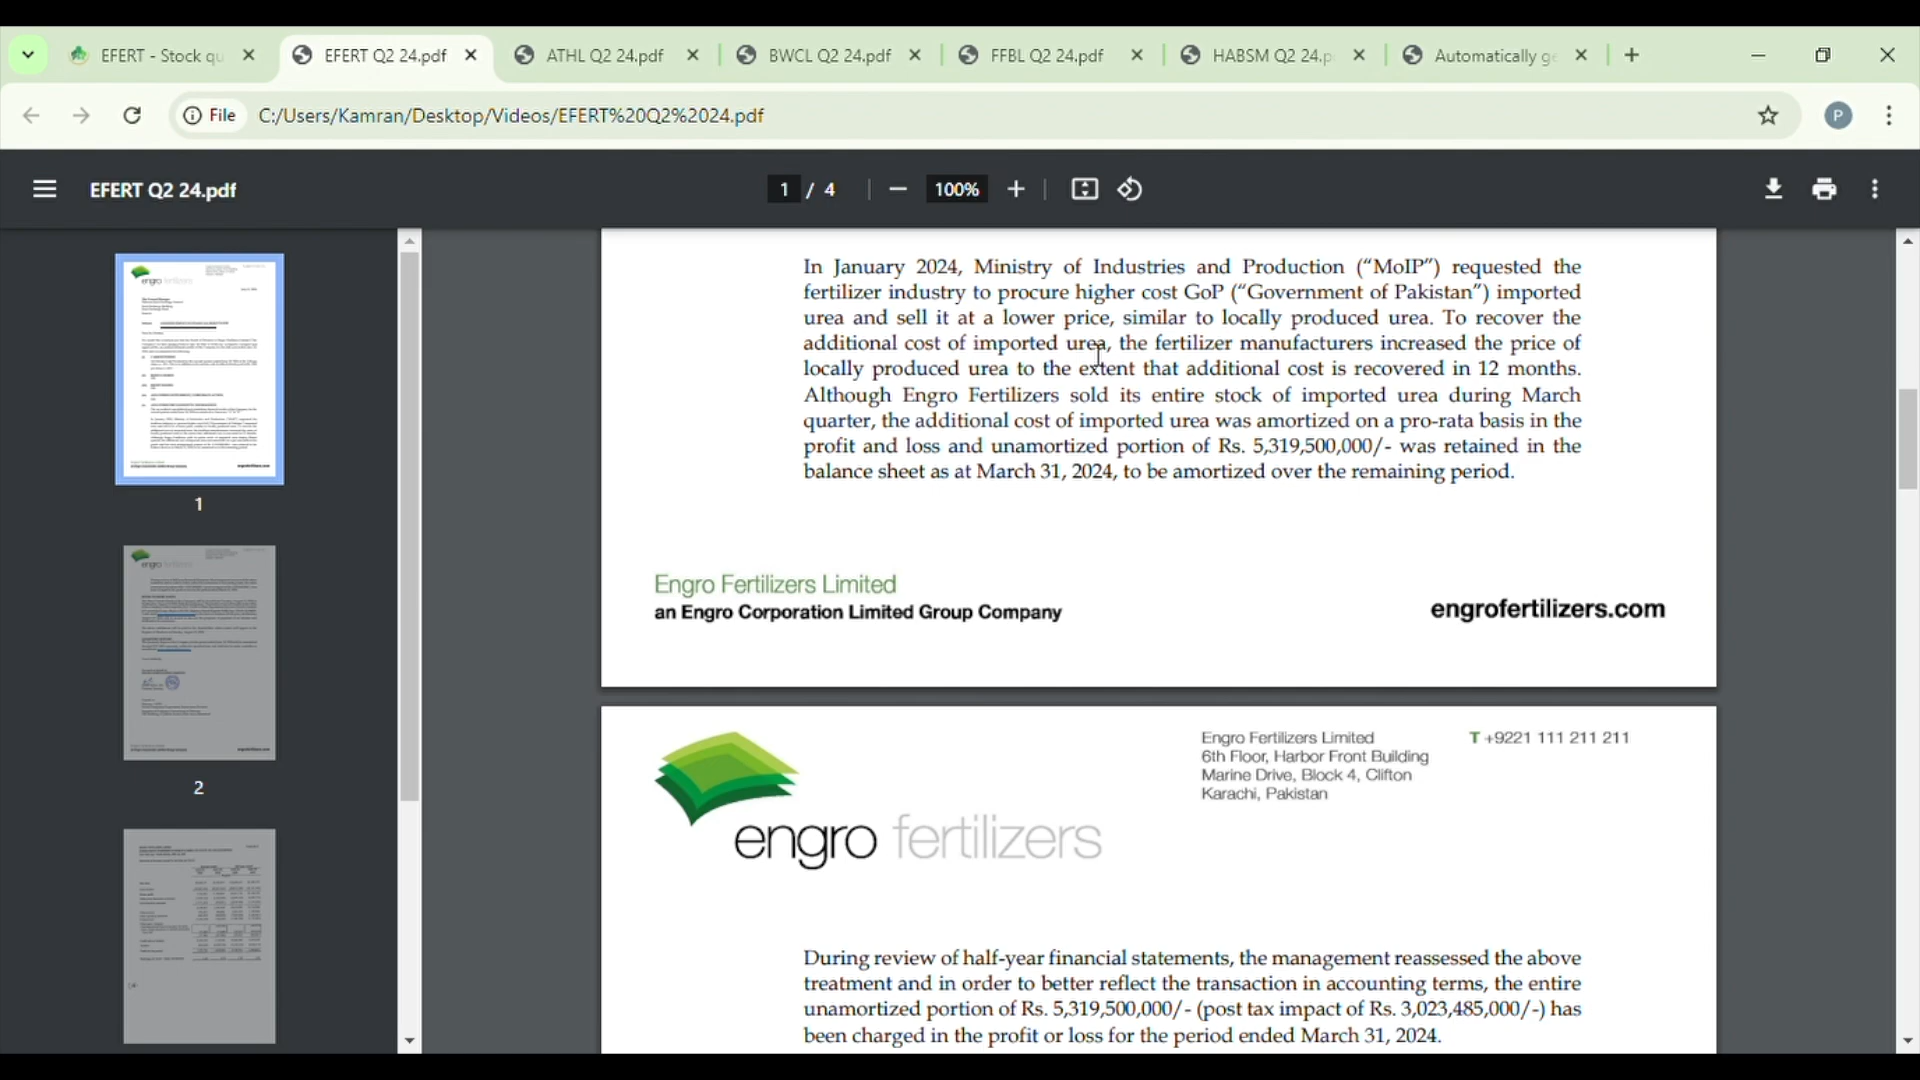 EFERT - Stock qu
EFERT Q2 24.pdf
ATHL Q2 24.pdf
BWCL Q2 24.pdf
FFBL Q2 24.pdf
HABSM Q2 24.p
Automatically ge
File
C:/Users/Kamran/Desktop/Videos/EFERT%20Q2%2024.pdf
P
EFERT Q2 24.pdf
1 / 4
100%
1
2
In January 2024, Ministry of Industries and Production (“MoIP”) requested the
fertilizer industry to procure higher cost GoP (“Government of Pakistan”) imported
urea and sell it at a lower price, similar to locally produced urea. To recover the
additional cost of imported urea, the fertilizer manufacturers increased the price of
locally produced urea to the extent that additional cost is recovered in 12 months.
Although Engro Fertilizers sold its entire stock of imported urea during March
quarter, the additional cost of imported urea was amortized on a pro-rata basis in the
profit and loss and unamortized portion of Rs. 5,319,500,000/- was retained in the
balance sheet as at March 31, 2024, to be amortized over the remaining period.
Engro Fertilizers Limited
an Engro Corporation Limited Group Company
engrofertilizers.com
Engro Fertilizers Limited
6th Floor, Harbor Front Building
Marine Drive, Block 4, Clifton
Karachi, Pakistan
T +9221 111 211 211
engro fertilizers
During review of half-year financial statements, the management reassessed the above
treatment and in order to better reflect the transaction in accounting terms, the entire
unamortized portion of Rs. 5,319,500,000/- (post tax impact of Rs. 3,023,485,000/-) has
been charged in the profit or loss for the period ended March 31, 2024.